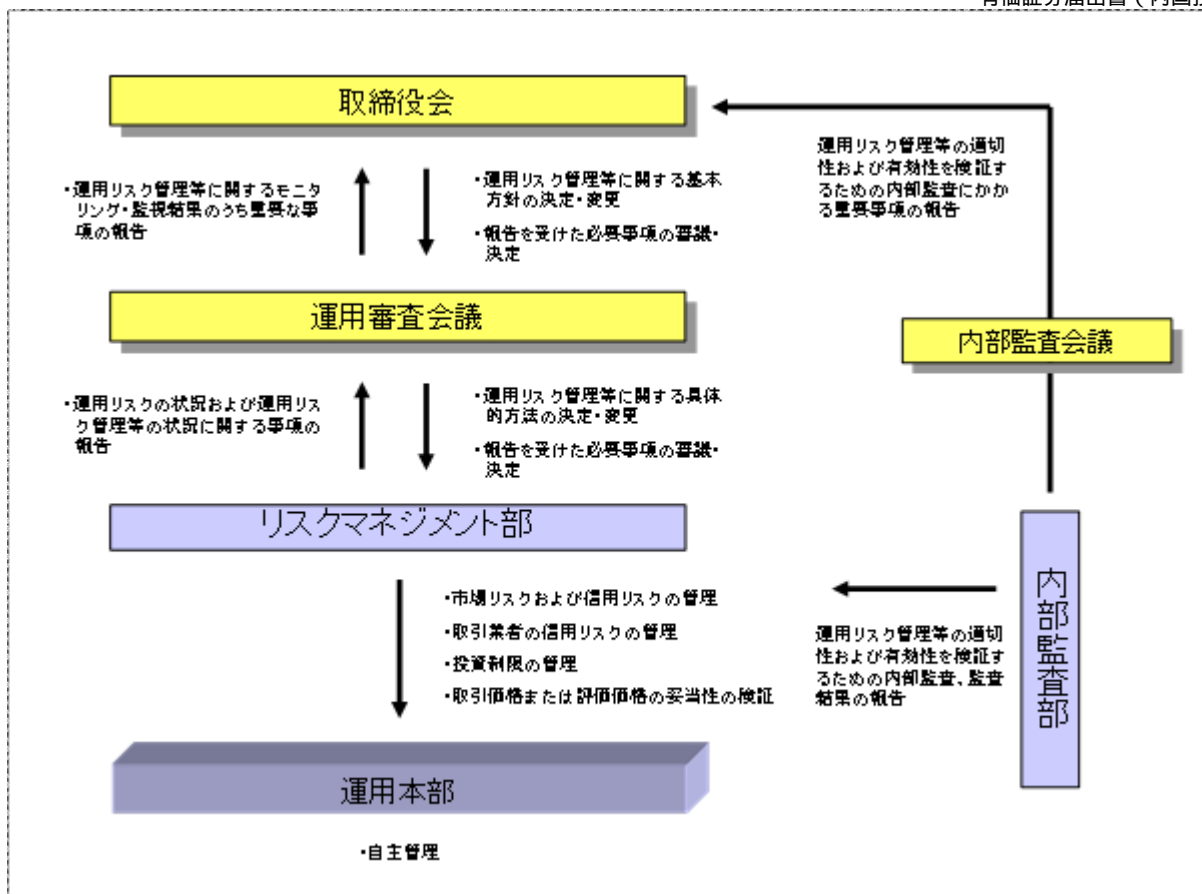 取締役会
・運用リスク管理等に関するモニタ
リング・監視結果のうち重要な事
項の報告
・運用リスク管理等に関する基本
方針の決定・変更
・報告を受けた必要事項の審議・
決定
運用リスク管理等の適切
性および有効性を検証す
るための内部監査にかか
る重要事項の報告
運用審査会議
内部監査会議
・運用リスクの状況および運用リス
ク管理等の状況に関する事項の
報告
・運用リスク管理等に関する具体
的方法の決定・変更
・報告を受けた必要事項の審議・
決定
リスクマネジメント部
内部監査部
・市場リスクおよび信用リスクの管理
・取引業者の信用リスクの管理
・投資制限の管理
・取引価格または評価価格の妥当性の検証
運用リスク管理等の適切
性および有効性を検証す
るための内部監査、監査
結果の報告
運用本部
・自主管理